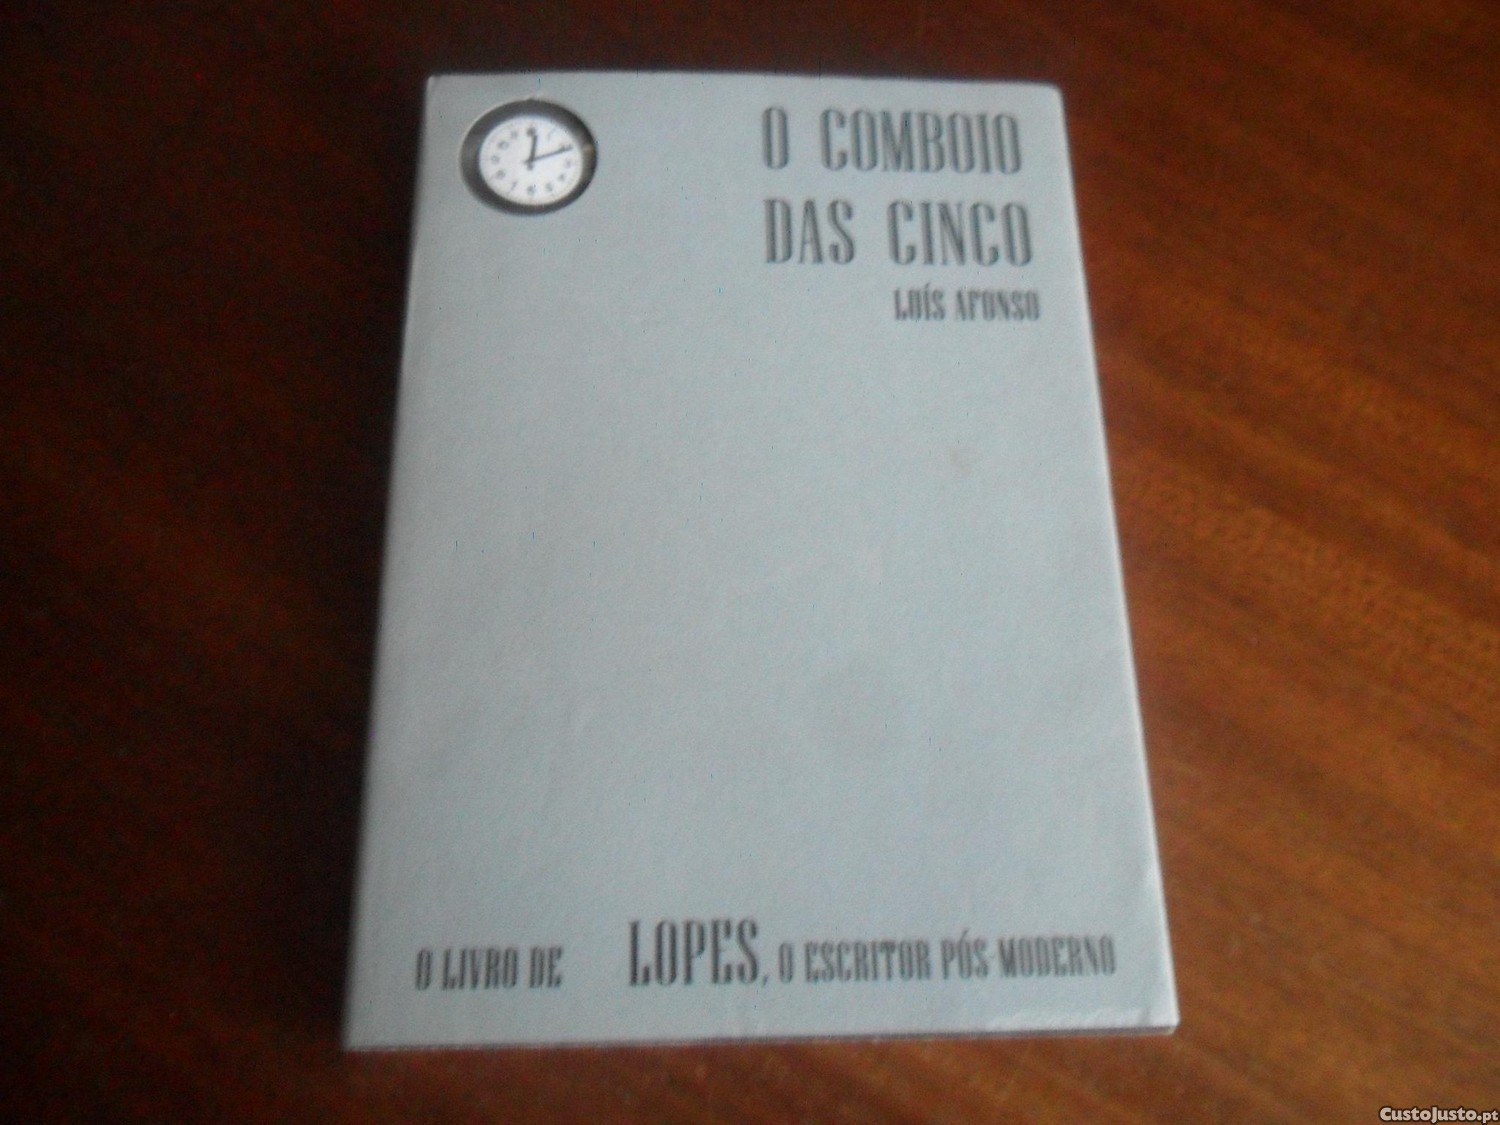 O COMBOIO
DAS CINCO
LUÍS AFONSO
O LIVRO DE LOPES, O ESCRITOR PÓS-MODERNO
CustoJusto.pt